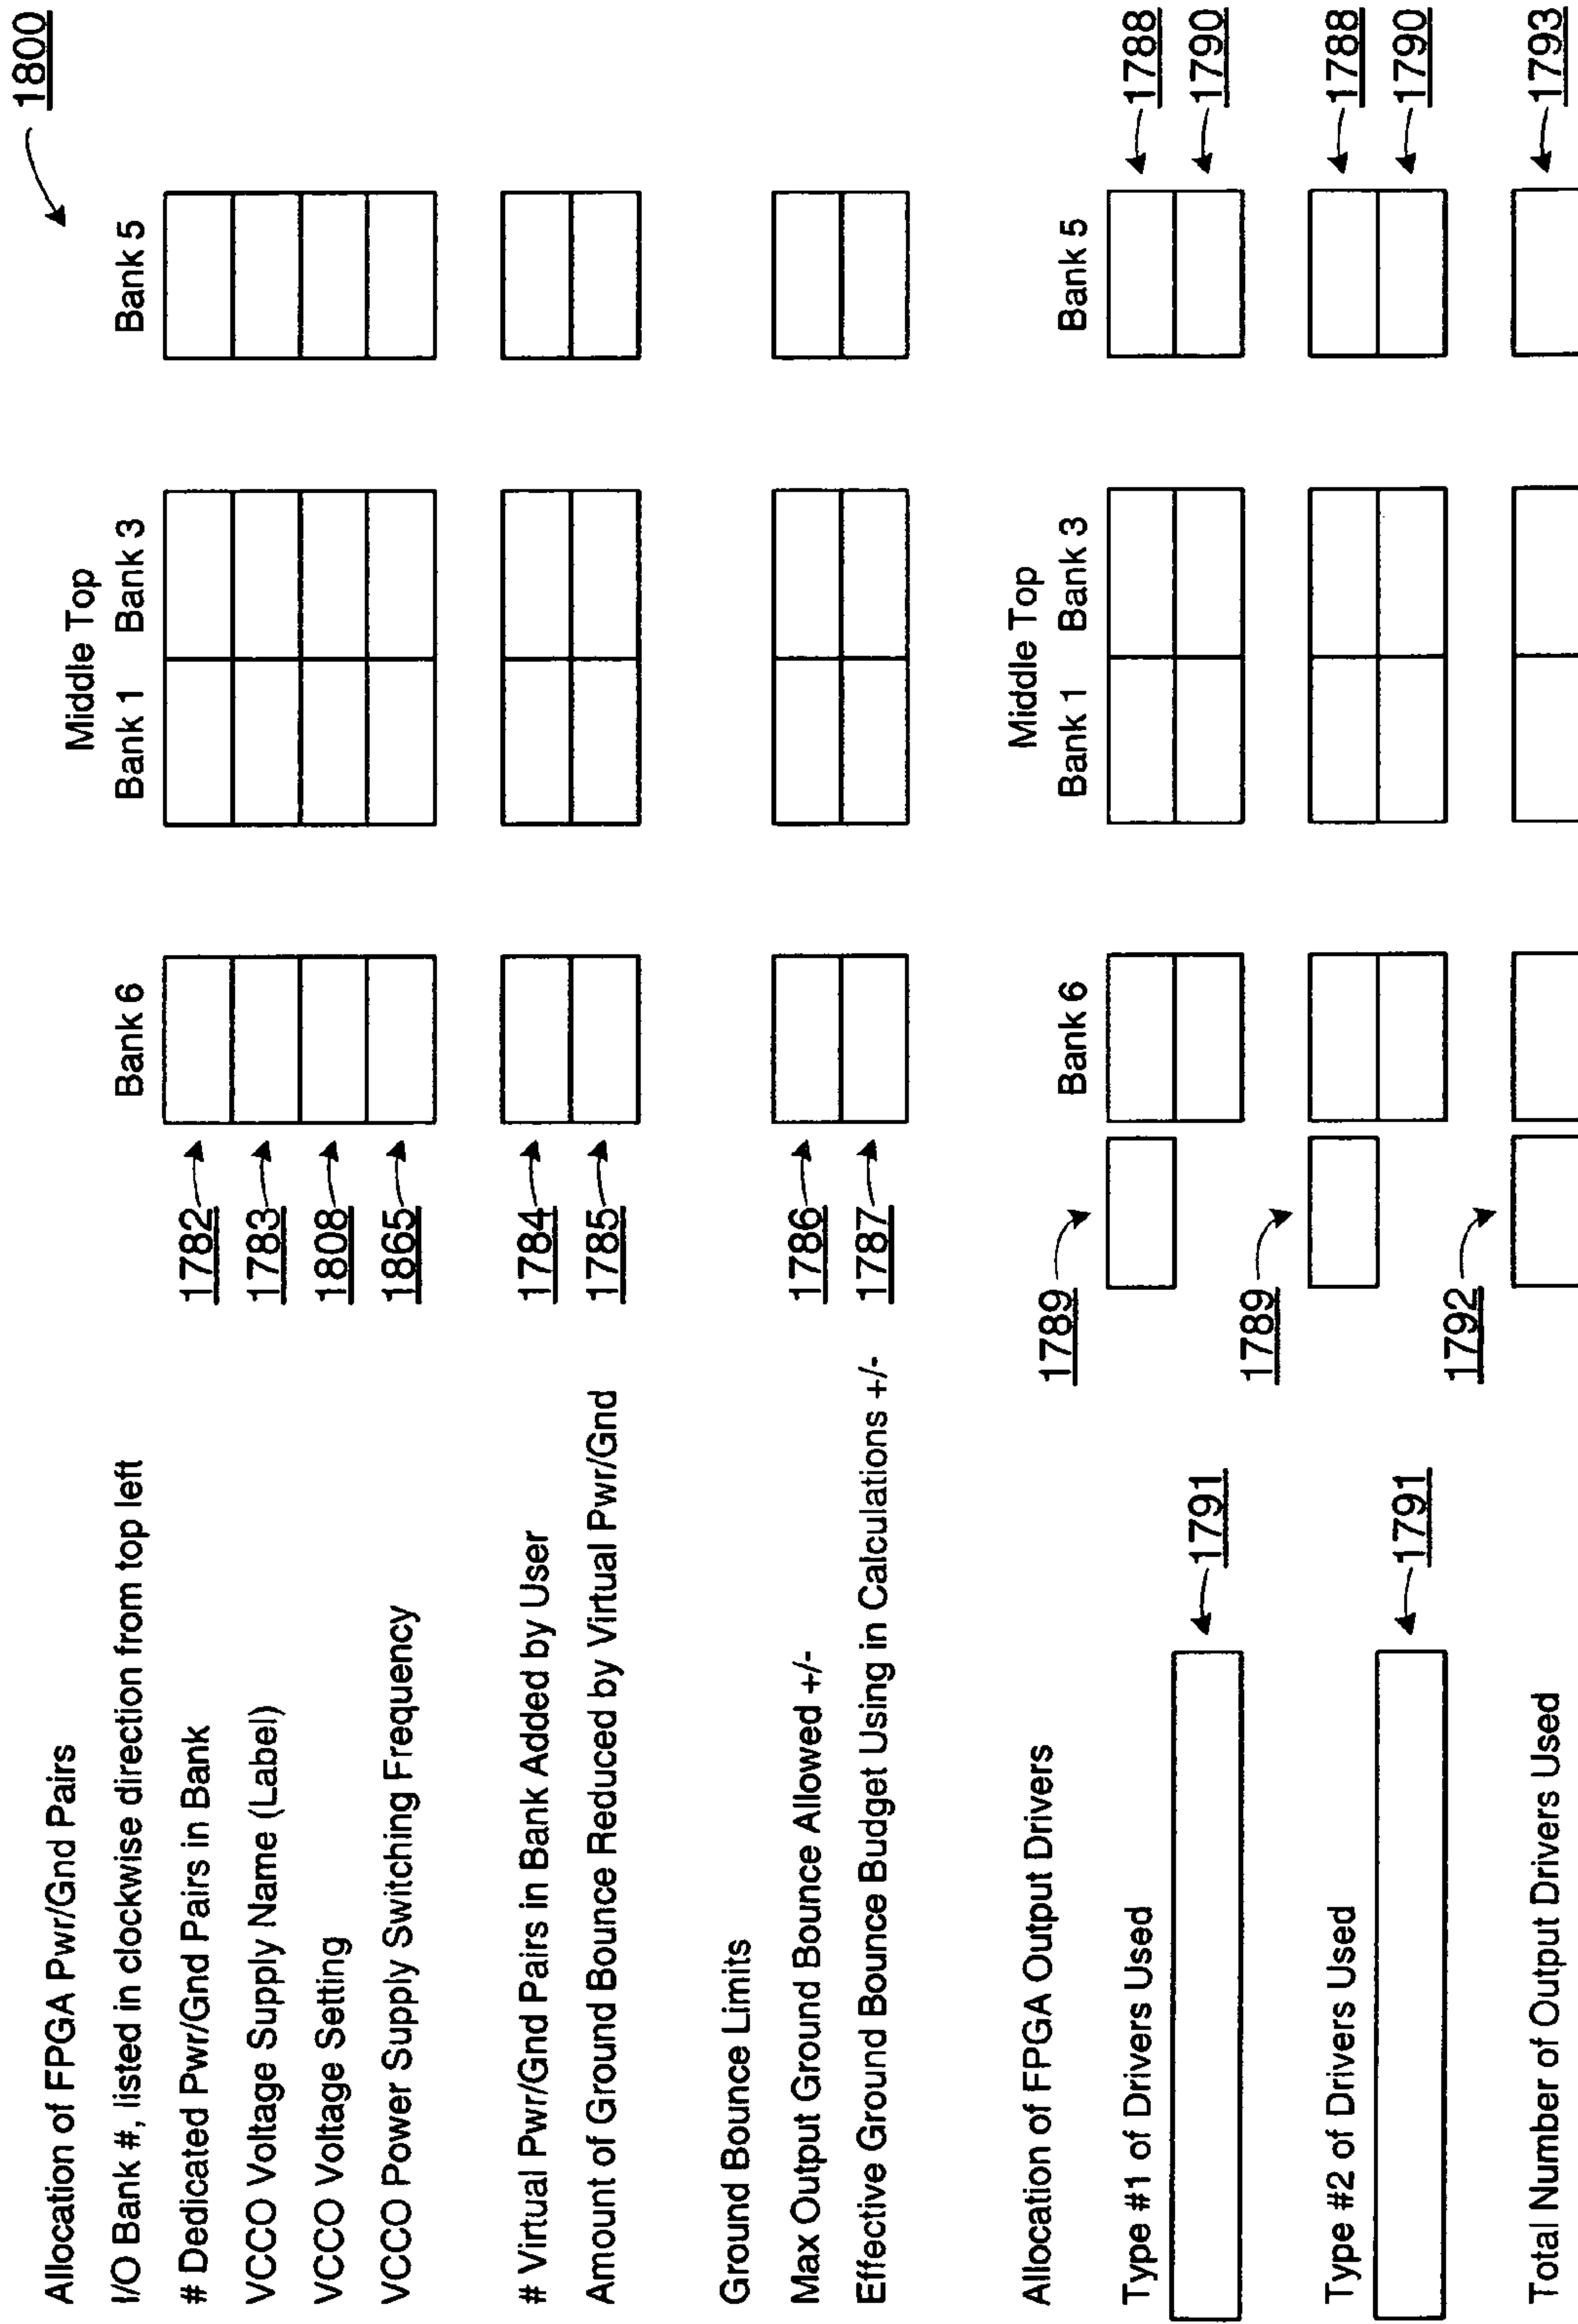 1800
Middle Top
Allocation of FPGA Pwr/Gnd Pairs
I/O Bank #, listed in clockwise direction from top left Bank 6 Bank 1 Bank 3 Bank 5
# Dedicated Pwr/Gnd Pairs in Bank 1782
VCCO Voltage Supply Name (Label) 1783
VCCO Voltage Setting 1808
VCCO Power Supply Switching Frequency 1865
# Virtual Pwr/Gnd Pairs in Bank Added by User 1784
Amount of Ground Bounce Reduced by Virtual Pwr/Gnd 1785
Ground Bounce Limits
Max Output Ground Bounce Allowed +/- 1786
Effective Ground Bounce Budget Using in Calculations +/- 1787
Middle Top
Allocation of FPGA Output Drivers
1789 Bank 6 Bank 1 Bank 3 Bank 5
Type #1 of Drivers Used 1788
1791 1790
1789
Type #2 of Drivers Used 1788
1791 1790
1792
Total Number of Output Drivers Used 1793